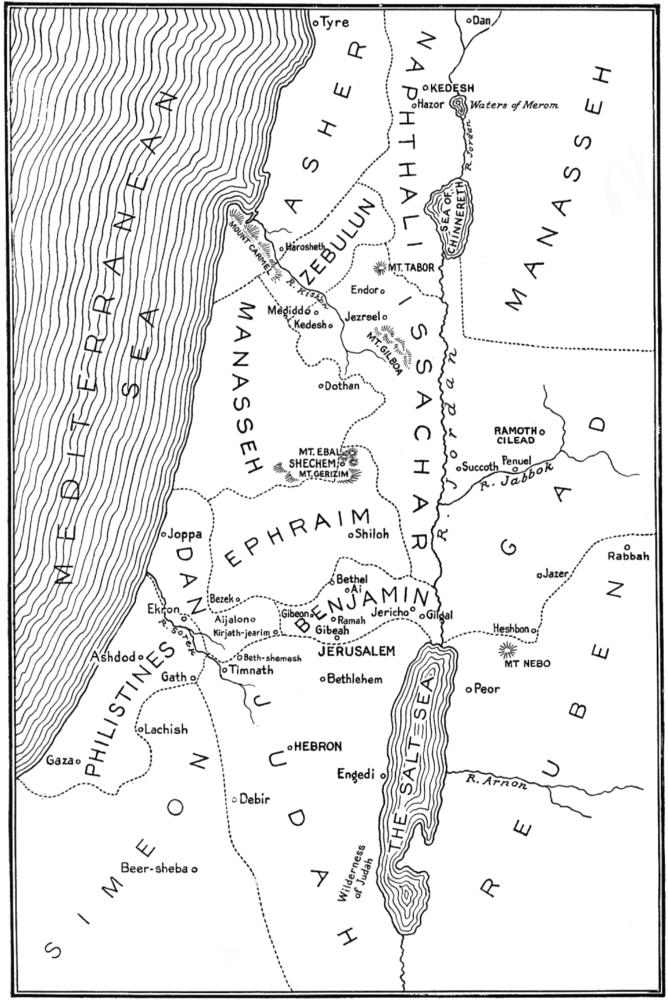 Tyre
Dan
ASHER
NAPHTHALI
KEDESH
Hazor
Waters of Merom
R. Jordan
MANASSEH
MEDITERRANEAN
SEA
SEA OF
CHINNERETH
ZEBULUN
MOUNT CARMEL
Harosheth
R. Kishon
MT. TABOR
Endor
Megiddo
Kedesh
Jezreel
MT. GILBOA
ISSACHAR
MANASSEH
Dothan
R. Jordan
MT. EBAL
SHECHEM
MT. GERIZIM
RAMOTH
CILEAD
Succoth
Penuel
R. Jabbok
GAD
Joppa
DAN
EPHRAIM
Shiloh
Rabbah
Jazer
Bethel
Ai
Bezek
BENJAMIN
Ekron
R. Sorek
Aijalon
Gibeon
Ramah
Jericho
Gilgal
Kirjath-jearim
Gibeah
Heshbon
Ashdod
Beth-shemesh
JERUSALEM
MT NEBO
Timnath
Gath
Bethlehem
Peor
PHILISTINES
Lachish
HEBRON
REUBEN
Gaza
Engedi
THE SALT SEA
R. Arnon
JUDAH
SIMEON
Debir
Beer-sheba
Wilderness
of Judah